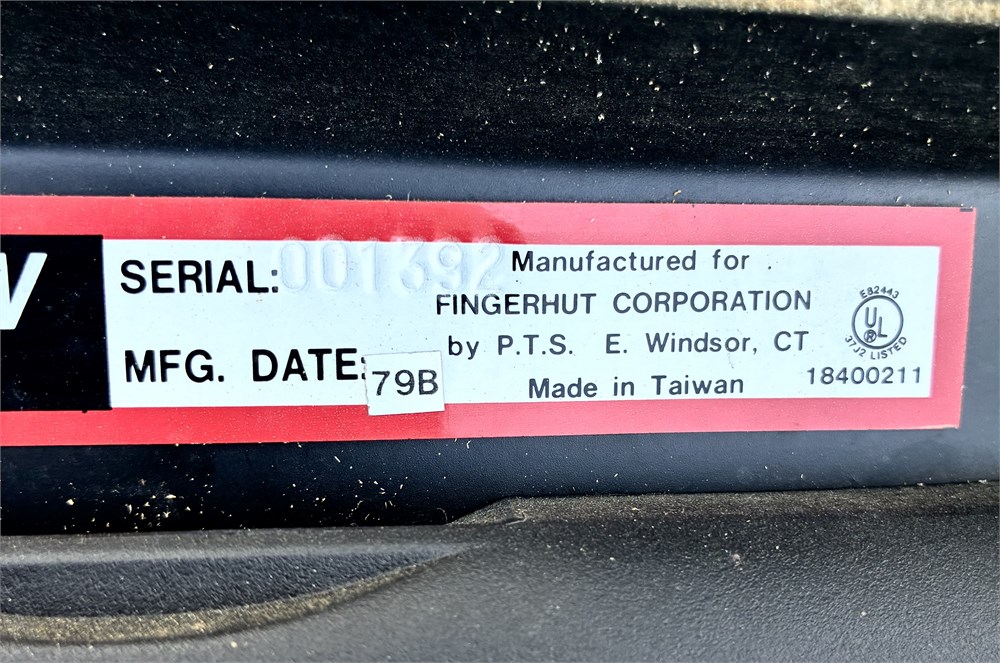 SERIAL: 001392
MFG. DATE: 79B
Manufactured for .
FINGERHUT CORPORATION
by P.T.S. E. Windsor, CT
Made in Taiwan
18400211
E82443
UL
®
37J2 LISTED